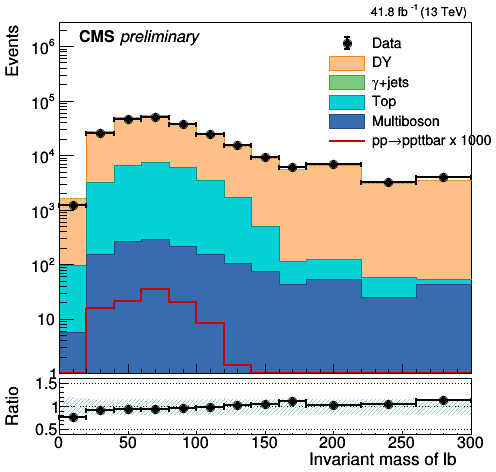 41.8 fb⁻¹ (13 TeV)
CMS preliminary
Events
10⁶
10⁵
10⁴
10³
10²
10
1
Data
DY
γ+jets
Top
Multiboson
pp→ppttbar x 1000
Ratio
1.5
1
0.5
0 50 100 150 200 250 300
Invariant mass of lb